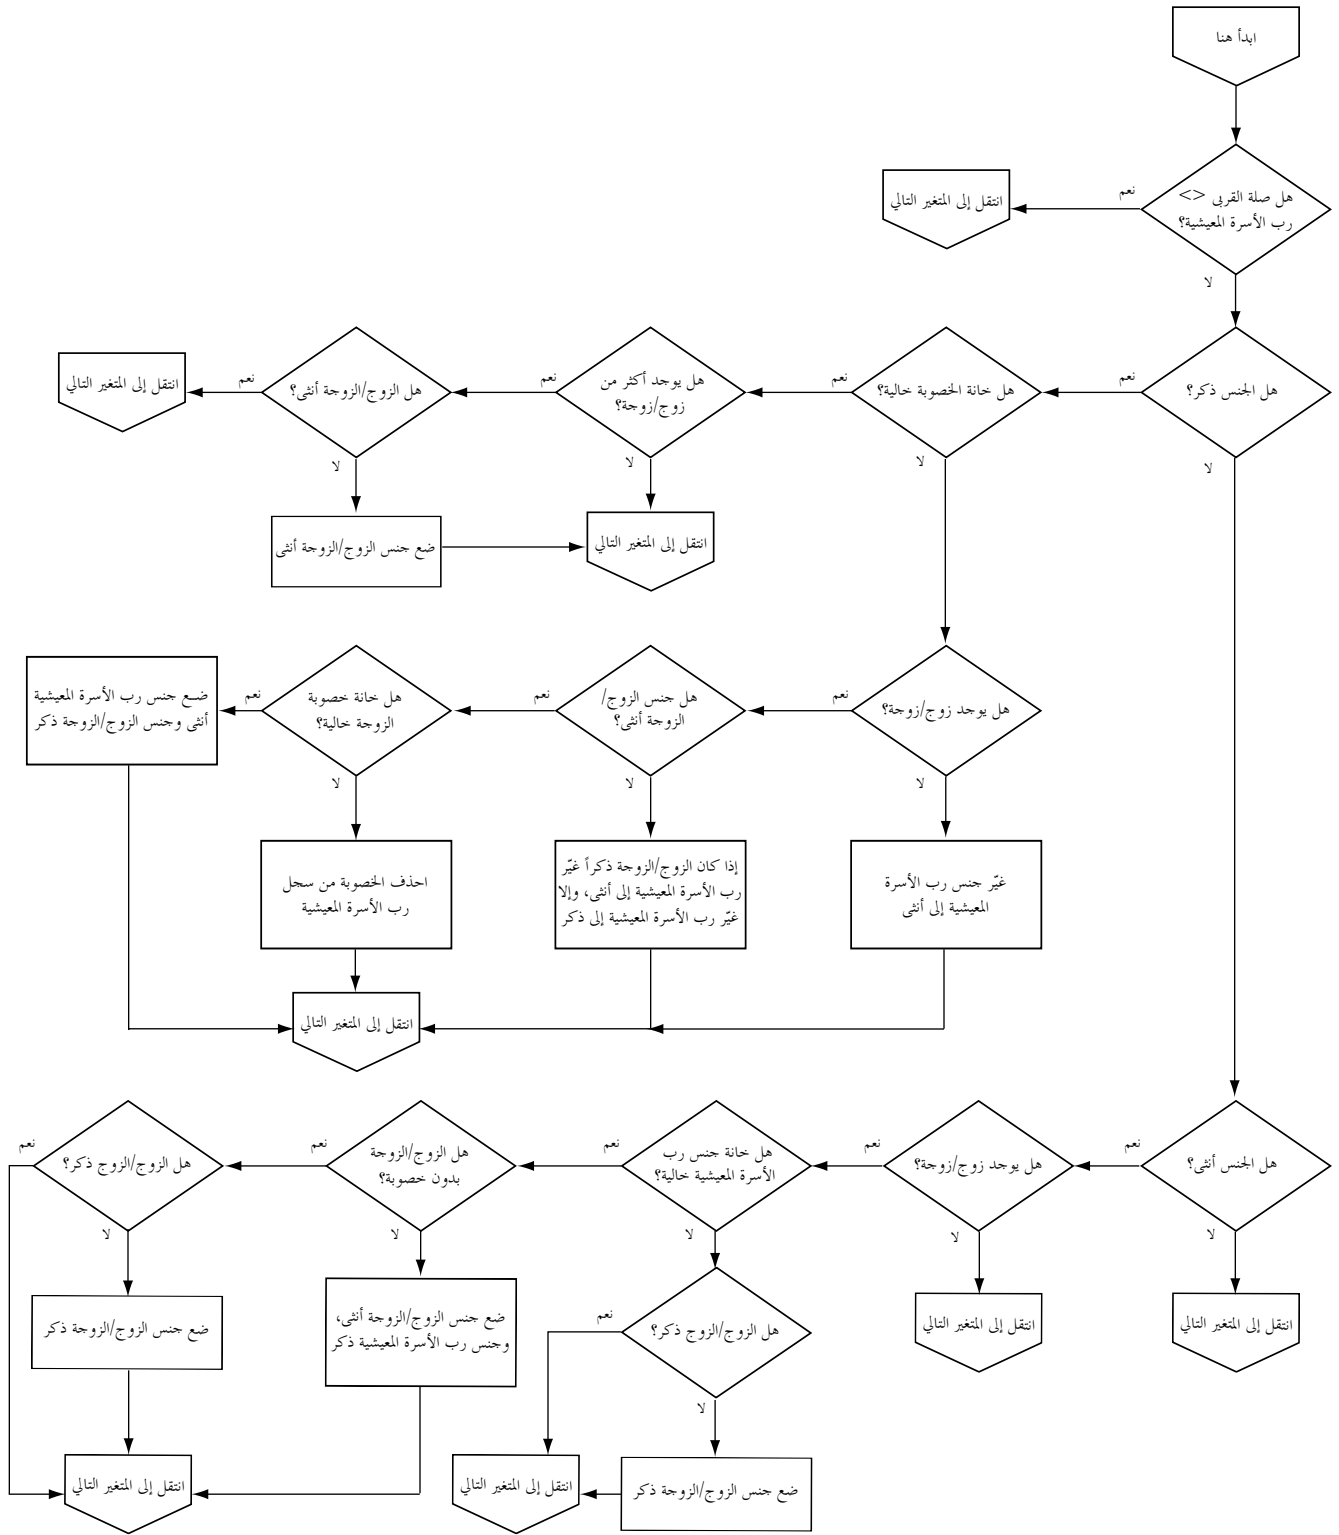 ابدأ هنا
هل صلة القربى <>
رب الأسرة المعيشية؟
نعم
انتقل إلى المتغير التالي
لا
هل الجنس ذكر؟
نعم
هل خانة الخصوبة خالية؟
نعم
هل يوجد أكثر من
زوج/زوجة؟
نعم
هل الزوج/الزوجة أنثى؟
نعم
انتقل إلى المتغير التالي
لا
لا
لا
لا
انتقل إلى المتغير التالي
ضع جنس الزوج/الزوجة أنثى
هل يوجد زوج/زوجة؟
نعم
هل جنس الزوج/
الزوجة أنثى؟
نعم
هل خانة خصوبة
الزوجة خالية؟
نعم
ضع جنس رب الأسرة المعيشية
أنثى وجنس الزوج/الزوجة ذكر
لا
لا
لا
غيّر جنس رب الأسرة
المعيشية إلى أنثى
إذا كان الزوج/الزوجة ذكراً غيّر
رب الأسرة المعيشية إلى أنثى، وإلا
غيّر رب الأسرة المعيشية إلى ذكر
احذف الخصوبة من سجل
رب الأسرة المعيشية
انتقل إلى المتغير التالي
هل الجنس أنثى؟
نعم
هل يوجد زوج/زوجة؟
نعم
هل خانة جنس رب
الأسرة المعيشية خالية؟
نعم
هل الزوج/الزوجة
بدون خصوبة؟
نعم
هل الزوج/الزوج ذكر؟
نعم
لا
لا
لا
لا
لا
انتقل إلى المتغير التالي
انتقل إلى المتغير التالي
هل الزوج/الزوج ذكر؟
نعم
ضع جنس الزوج/الزوجة أنثى،
وجنس رب الأسرة المعيشية ذكر
ضع جنس الزوج/الزوجة ذكر
لا
ضع جنس الزوج/الزوجة ذكر
انتقل إلى المتغير التالي
انتقل إلى المتغير التالي